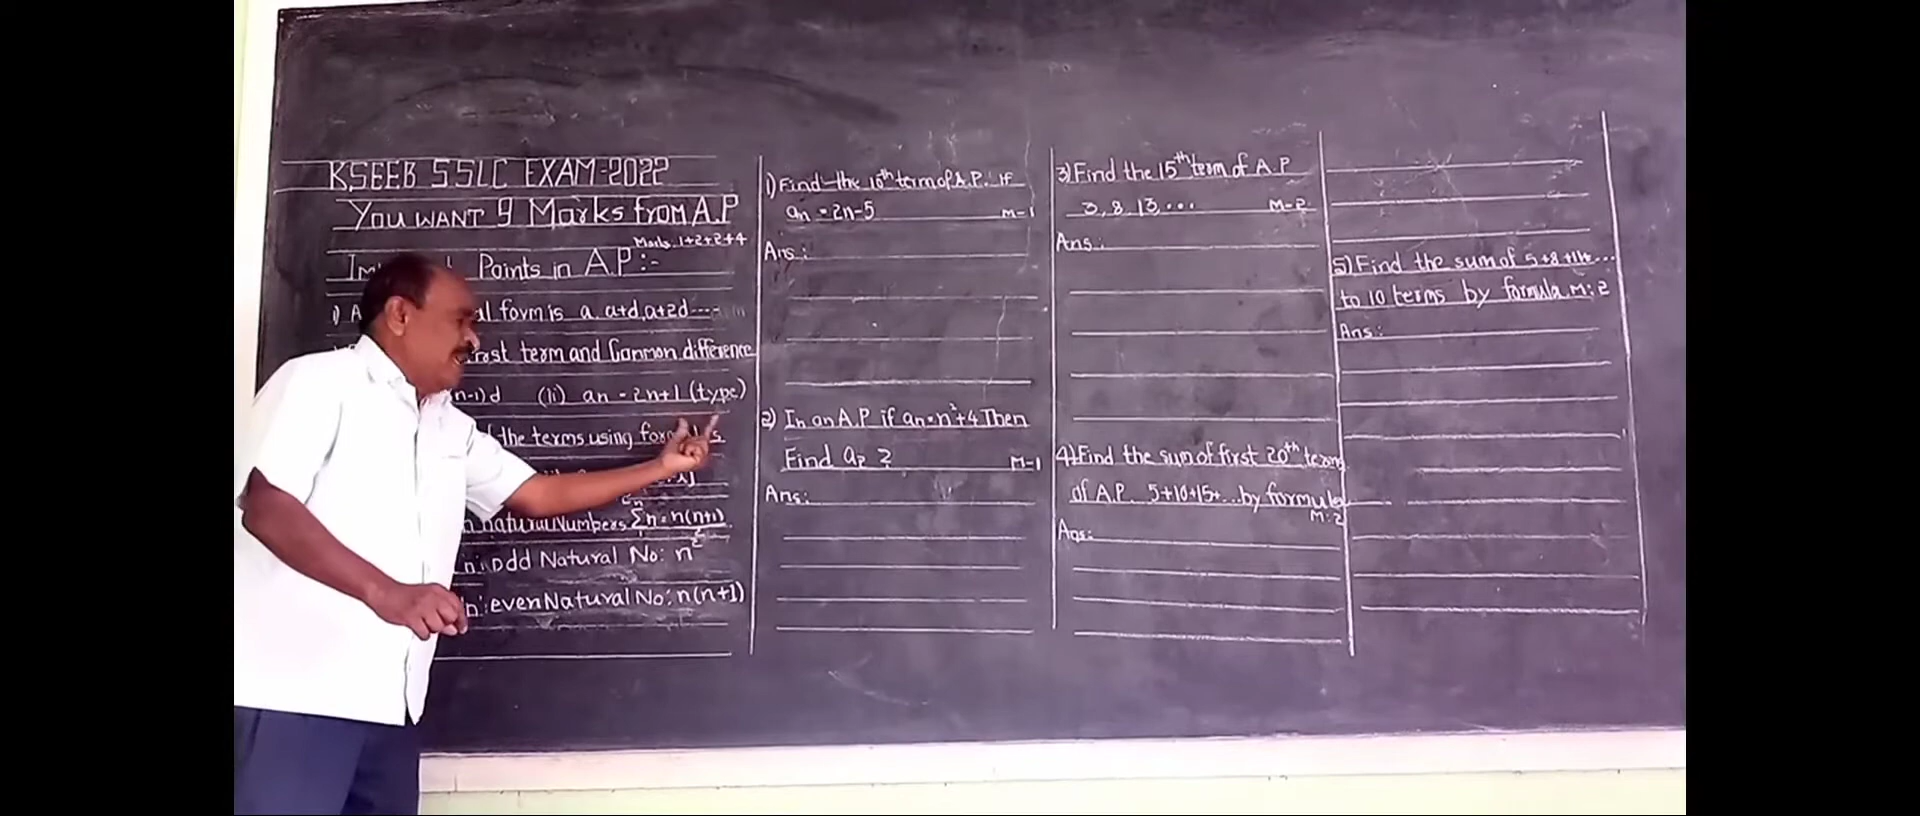 KSEEB SSLC EXAM-2022
YOU WANT 9 Marks from A.P
Marks. 1+2+2+4
Points in A.P:-
1) A al form is a, a+d, a+2d----
term and Common difference
n-1)d (ii) an = 2n+1 (type)
the terms using
natural Numbers Σn = n(n+1)
2
'n' : Odd Natural No: n²
'n' : even Natural No: n(n+1)
1) Find the 10th term of A.P. if
an = 2n-5 M-1
Ans:
2) In an A.P if an=n²+4 Then
Find a₂ ? M-1
Ans:
3) Find the 15th term of A.P
3, 8, 13, ... M-2
Ans:
4) Find the sum of first 20th terms
of A.P. 5+10+15+... by formula
M:2
Ans:
5) Find the sum of 5+8+11+...
to 10 terms by formula M:2
Ans: